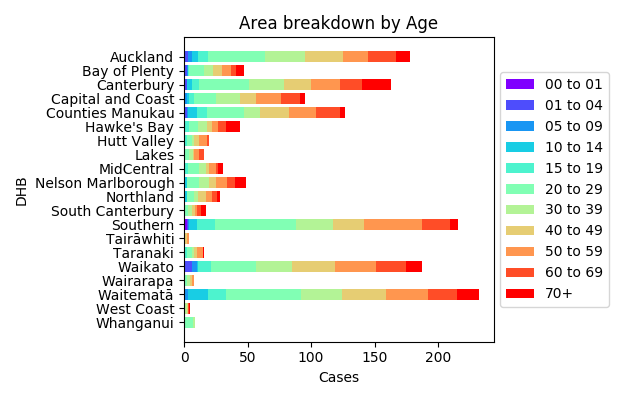 Area breakdown by Age
DHB
Auckland
Bay of Plenty
Canterbury
Capital and Coast
Counties Manukau
Hawke's Bay
Hutt Valley
Lakes
MidCentral
Nelson Marlborough
Northland
South Canterbury
Southern
Tairāwhiti
Taranaki
Waikato
Wairarapa
Waitematā
West Coast
Whanganui
0 50 100 150 200
Cases
00 to 01
01 to 04
05 to 09
10 to 14
15 to 19
20 to 29
30 to 39
40 to 49
50 to 59
60 to 69
70+